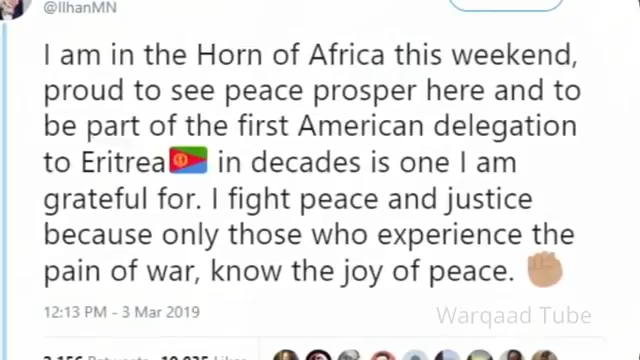 @IlhanMN
I am in the Horn of Africa this weekend,
proud to see peace prosper here and to
be part of the first American delegation
to Eritrea🇪🇷 in decades is one I am
grateful for. I fight peace and justice
because only those who experience the
pain of war, know the joy of peace. ✊🏽
12:13 PM - 3 Mar 2019
Warqaad Tube
Retweets Likes